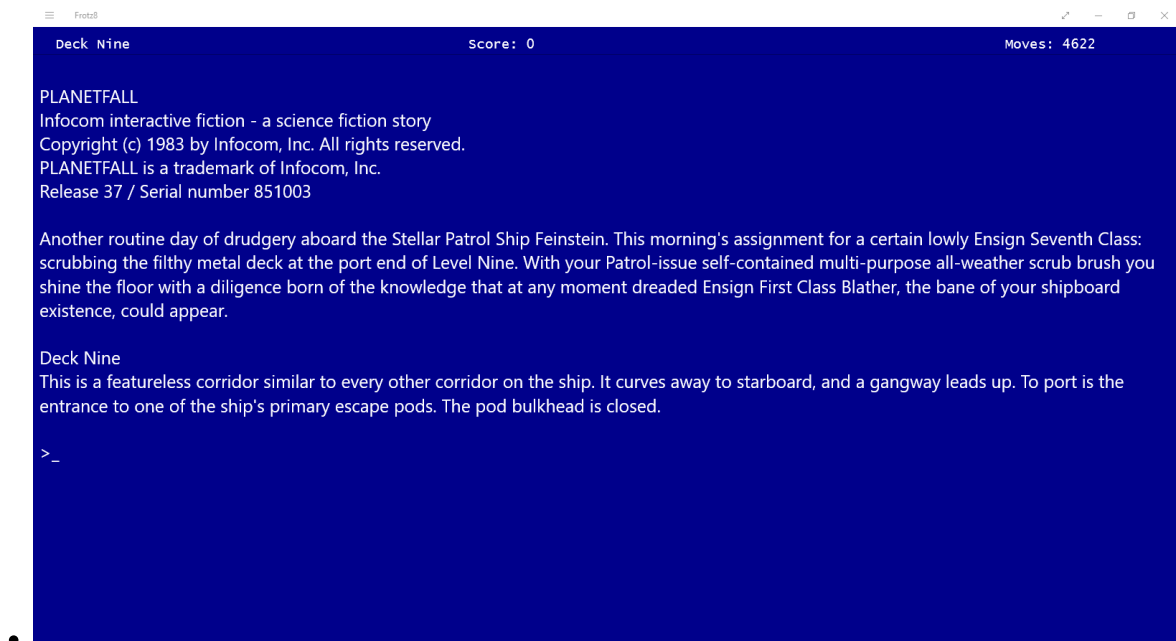 Frotz8
Deck Nine Score: 0 Moves: 4622
PLANETFALL
Infocom interactive fiction - a science fiction story
Copyright (c) 1983 by Infocom, Inc. All rights reserved.
PLANETFALL is a trademark of Infocom, Inc.
Release 37 / Serial number 851003
Another routine day of drudgery aboard the Stellar Patrol Ship Feinstein. This morning's assignment for a certain lowly Ensign Seventh Class:
scrubbing the filthy metal deck at the port end of Level Nine. With your Patrol-issue self-contained multi-purpose all-weather scrub brush you
shine the floor with a diligence born of the knowledge that at any moment dreaded Ensign First Class Blather, the bane of your shipboard
existence, could appear.
Deck Nine
This is a featureless corridor similar to every other corridor on the ship. It curves away to starboard, and a gangway leads up. To port is the
entrance to one of the ship's primary escape pods. The pod bulkhead is closed.
>_